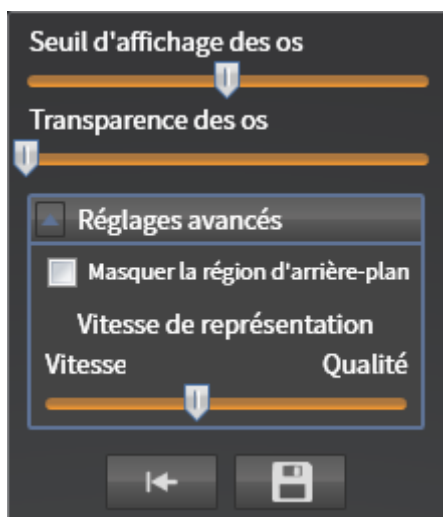 Seuil d'affichage des os
Transparence des os
Réglages avancés
Masquer la région d'arrière-plan
Vitesse de représentation
Vitesse Qualité